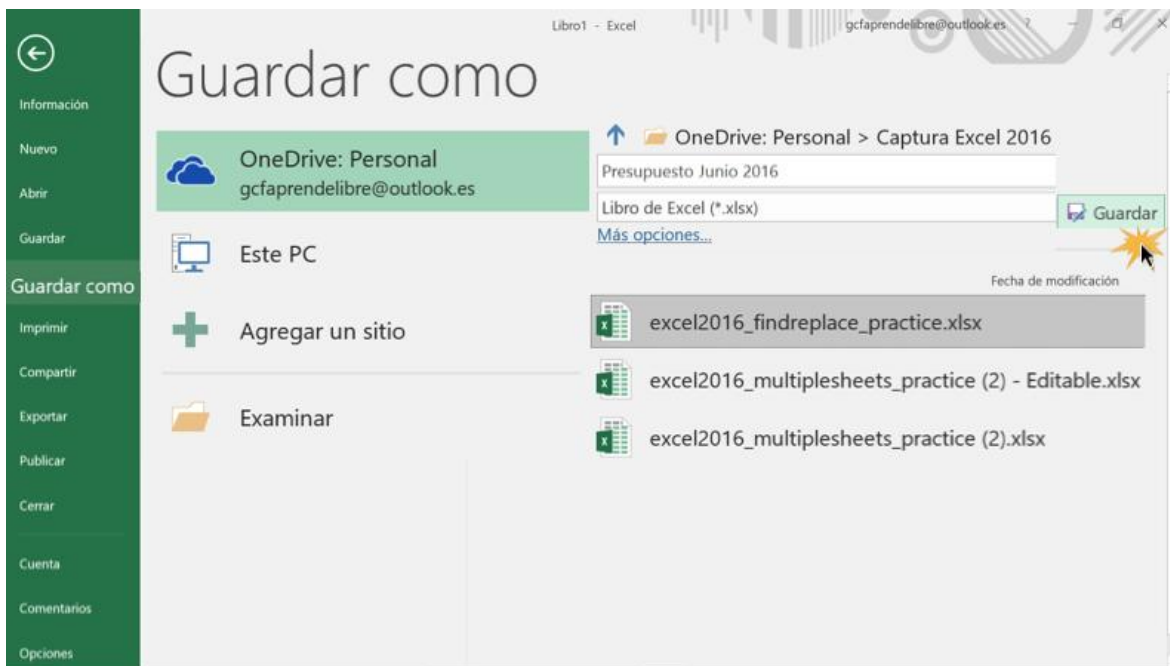 Libro1 - Excel
gcfaprendelibre@outlook.es ?
Información
Nuevo
Abrir
Guardar
Guardar como
Imprimir
Compartir
Exportar
Publicar
Cerrar
Cuenta
Comentarios
Opciones
Guardar como
OneDrive: Personal
gcfaprendelibre@outlook.es
Este PC
Agregar un sitio
Examinar
OneDrive: Personal > Captura Excel 2016
Presupuesto Junio 2016
Libro de Excel (*.xlsx)
Guardar
Más opciones...
Fecha de modificación
excel2016_findreplace_practice.xlsx
excel2016_multiplesheets_practice (2) - Editable.xlsx
excel2016_multiplesheets_practice (2).xlsx